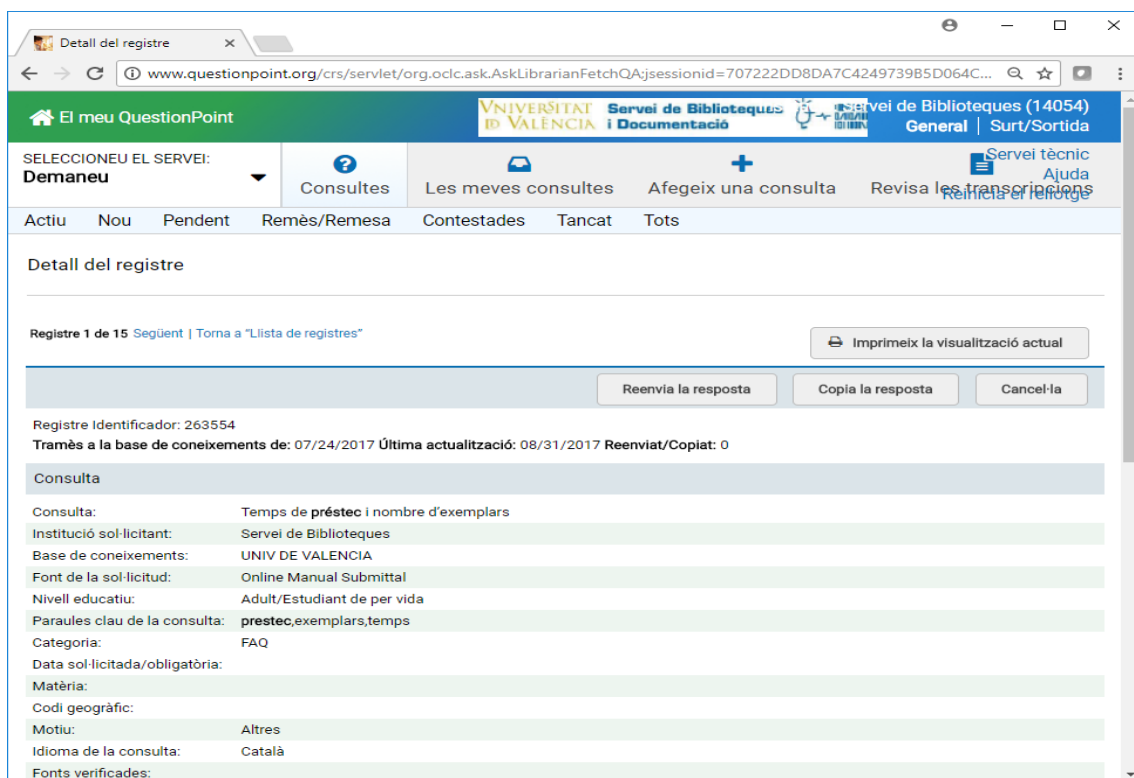 Detall del registre
www.questionpoint.org/crs/servlet/org.oclc.ask.AskLibrarianFetchQA;jsessionid=707222DD8DA7C4249739B5D064C...
El meu QuestionPoint
VNIVERSITAT ID VALÈNCIA Servei de Biblioteques i Documentació
Servei de Biblioteques (14054)
General | Surt/Sortida
SELECCIONEU EL SERVEI:
Demaneu
Consultes Les meves consultes Afegeix una consulta Revisa les transcripcions
Servei tècnic
Ajuda
Reinicia el rellotge
Actiu Nou Pendent Remès/Remesa Contestades Tancat Tots
Detall del registre
Registre 1 de 15 Següent | Torna a "Llista de registres"
Imprimeix la visualització actual
Reenvia la resposta Copia la resposta Cancel·la
Registre Identificador: 263554
Tramès a la base de coneixements de: 07/24/2017 Última actualització: 08/31/2017 Reenviat/Copiat: 0
Consulta
Consulta: Temps de préstec i nombre d'exemplars
Institució sol·licitant: Servei de Biblioteques
Base de coneixements: UNIV DE VALENCIA
Font de la sol·licitud: Online Manual Submittal
Nivell educatiu: Adult/Estudiant de per vida
Paraules clau de la consulta: prestec,exemplars,temps
Categoria: FAQ
Data sol·licitada/obligatòria:
Matèria:
Codi geogràfic:
Motiu: Altres
Idioma de la consulta: Català
Fonts verificades: